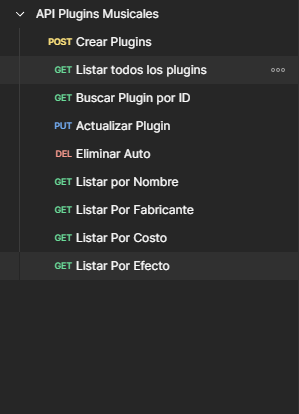 API Plugins Musicales
POST Crear Plugins
GET Listar todos los plugins
GET Buscar Plugin por ID
PUT Actualizar Plugin
DEL Eliminar Auto
GET Listar por Nombre
GET Listar Por Fabricante
GET Listar Por Costo
GET Listar Por Efecto